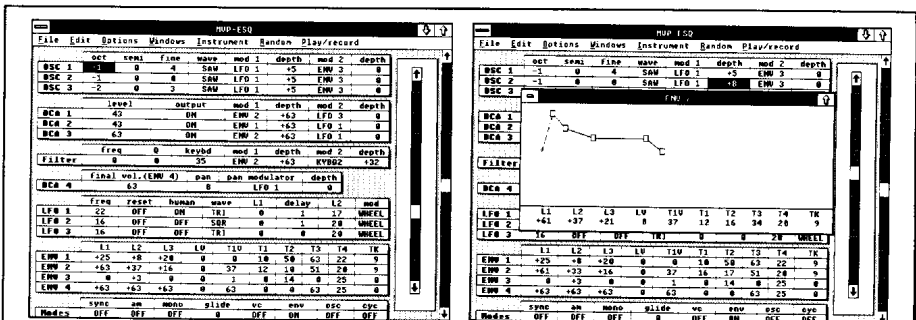 MVP-ESQ
File Edit Options Windows Instrument Random Play/record
oct semi fine wave mod 1 depth mod 2 depth
OSC 1 -1 0 4 SAW LFO 1 +5 ENV 3 0
OSC 2 -1 0 0 SAW LFO 1 +5 ENV 3 0
OSC 3 -2 0 3 SAW LFO 1 +5 ENV 3 0
level output mod 1 depth mod 2 depth
DCA 1 43 ON ENV 2 +63 LFO 3 0
DCA 2 43 ON ENV 1 +63 LFO 1 0
DCA 3 63 ON ENV 2 +63 LFO 1 0
freq Q keybd mod 1 depth mod 2 depth
Filter 0 0 35 ENV 2 +63 KYBD2 +32
final vol.(ENV 4) pan pan modulator depth
DCA 4 63 8 LFO 1 0
freq reset human wave L1 delay L2 mod
LFO 1 22 OFF ON TRI 0 1 17 WHEEL
LFO 2 16 OFF OFF SQR 0 1 20 WHEEL
LFO 3 16 OFF OFF TRI 0 0 20 WHEEL
L1 L2 L3 LV T1V T1 T2 T3 T4 TK
ENV 1 +25 +8 +20 0 0 10 50 63 22 9
ENV 2 +63 +37 +16 0 37 12 10 51 20 9
ENV 3 0 +3 0 0 1 0 14 0 25 0
ENV 4 +63 +63 +63 0 0 0 0 63 25 0
sync am mono glide vc env osc cyc
Modes OFF OFF OFF 0 OFF ON OFF OFF
MVP ESQ
File Edit Options Windows Instrument Random Play/record
oct semi fine wave mod 1 depth mod 2 depth
OSC 1 -1 0 4 SAW LFO 1 +5 ENV 3 0
OSC 2 -1 0 0 SAW LFO 1 +8 ENV 3 0
OSC 3
ENV
DCA 1
DCA 2
DCA 3
Filter
DCA 4
L1 L2 L3 LV T1V T1 T2 T3 T4 TK
+61 +37 +21 8 37 12 16 34 20 9
LFO 1
LFO 2
LFO 3 16 OFF OFF TRI 0 0 20 WHEEL
L1 L2 L3 LV T1V T1 T2 T3 T4 TK
ENV 1 +25 +8 +20 0 0 10 50 63 22 9
ENV 2 +61 +33 +16 0 37 16 17 51 20 9
ENV 3 0 +3 0 0 1 0 14 0 25 0
ENV 4 +63 +63 +63 0 0 0 0 63 25 0
sync am mono glide vc env osc cyc
Modes OFF OFF OFF 0 OFF ON OFF OFF